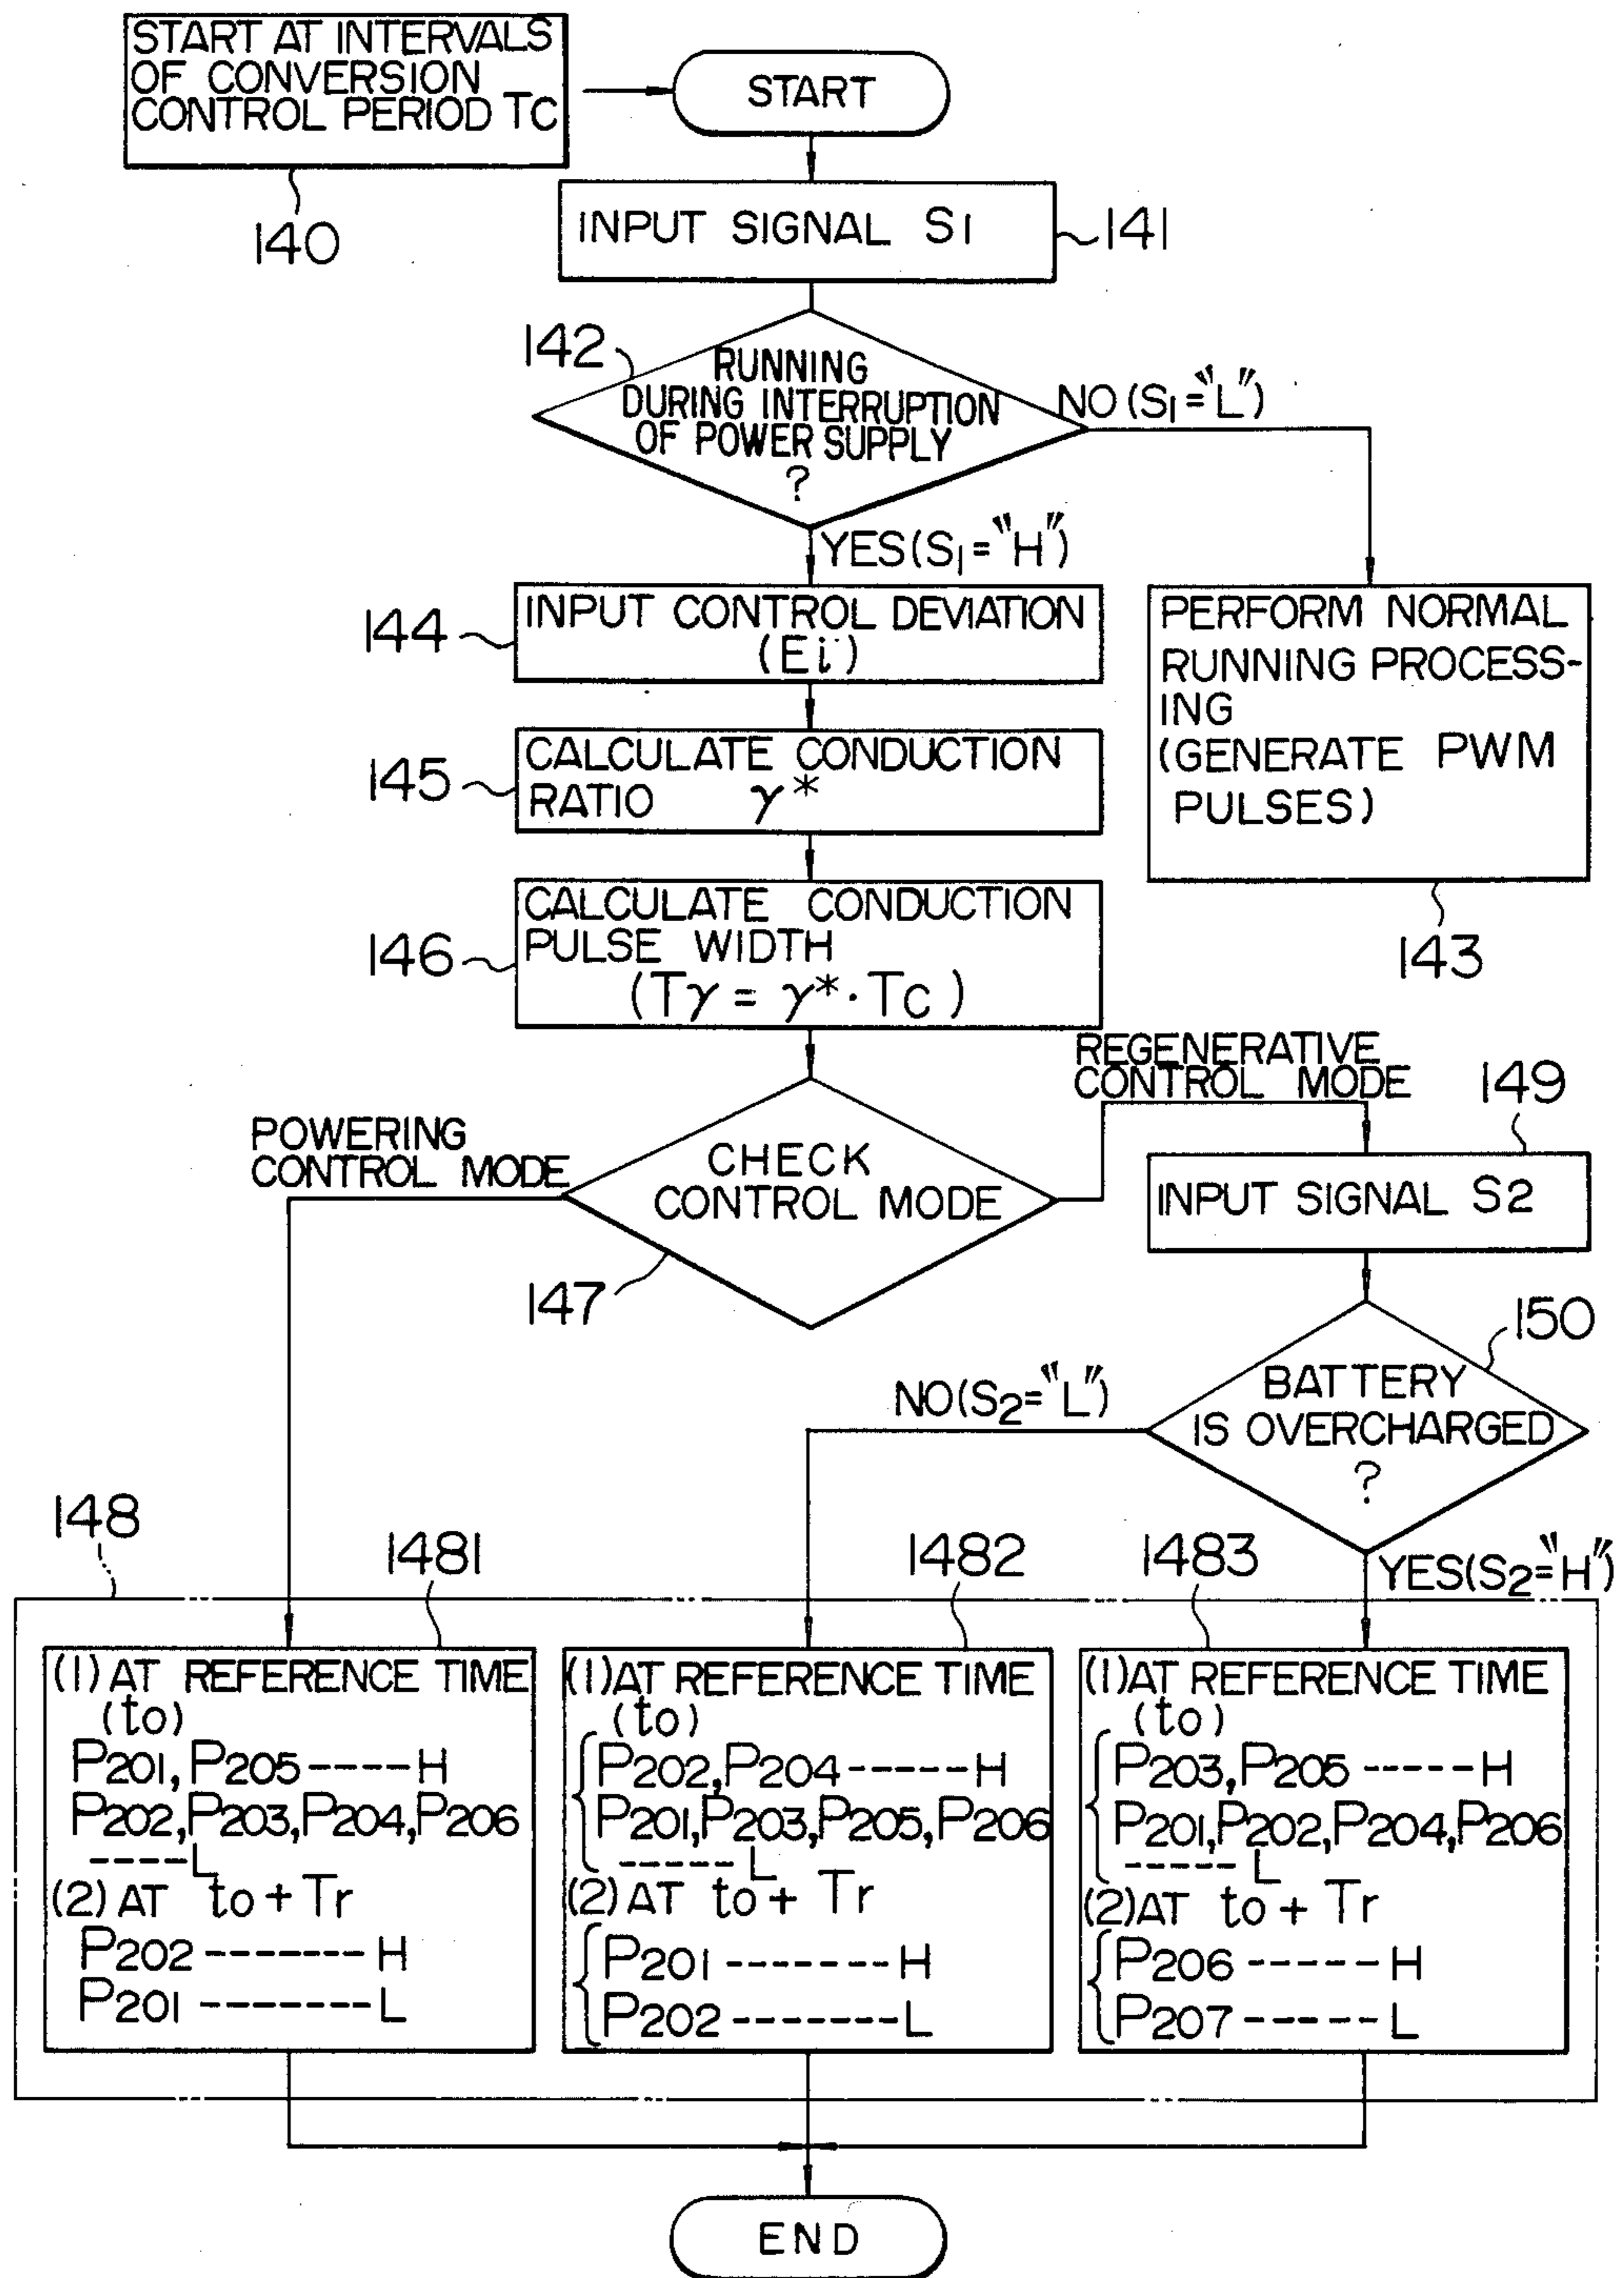 START AT INTERVALS
OF CONVERSION
CONTROL PERIOD TC
START
140
INPUT SIGNAL S1
141
142
RUNNING
DURING INTERRUPTION
OF POWER SUPPLY
?
NO (S1="L")
YES(S1="H")
144
INPUT CONTROL DEVIATION
(Ei)
PERFORM NORMAL
RUNNING PROCESS-
ING
(GENERATE PWM
PULSES)
143
145
CALCULATE CONDUCTION
RATIO γ*
146
CALCULATE CONDUCTION
PULSE WIDTH
(Tγ = γ*·TC)
REGENERATIVE
CONTROL MODE
149
POWERING
CONTROL MODE
CHECK
CONTROL MODE
147
INPUT SIGNAL S2
150
BATTERY
IS OVERCHARGED
?
NO(S2="L")
YES(S2="H")
148
1481
1482
1483
(1) AT REFERENCE TIME
(to)
P201, P205 ---- H
P202, P203, P204, P206
---- L
(2) AT to + Tr
P202 ------- H
P201 ------- L
(1) AT REFERENCE TIME
(to)
P202, P204 ----- H
P201, P203, P205, P206
----- L
(2) AT to + Tr
P201 ------- H
P202 ------- L
(1) AT REFERENCE TIME
(to)
P203, P205 ----- H
P201, P202, P204, P206
----- L
(2) AT to + Tr
P206 ----- H
P207 ----- L
END